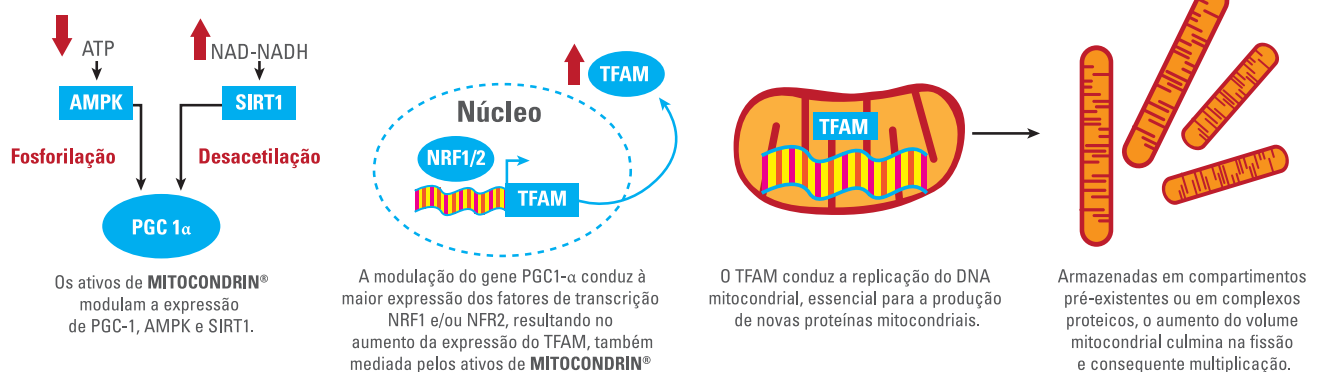 ATP
NAD-NADH
AMPK
SIRT1
Fosforilação
Desacetilação
PGC 1α
Os ativos de MITOCONDRIN®
modulam a expressão
de PGC-1, AMPK e SIRT1.
TFAM
Núcleo
NRF1/2
TFAM
A modulação do gene PGC1-α conduz à
maior expressão dos fatores de transcrição
NRF1 e/ou NFR2, resultando no
aumento da expressão do TFAM, também
mediada pelos ativos de MITOCONDRIN®
TFAM
O TFAM conduz a replicação do DNA
mitocondrial, essencial para a produção
de novas proteínas mitocondriais.
Armazenadas em compartimentos
pré-existentes ou em complexos
proteicos, o aumento do volume
mitocondrial culmina na fissão
e consequente multiplicação.